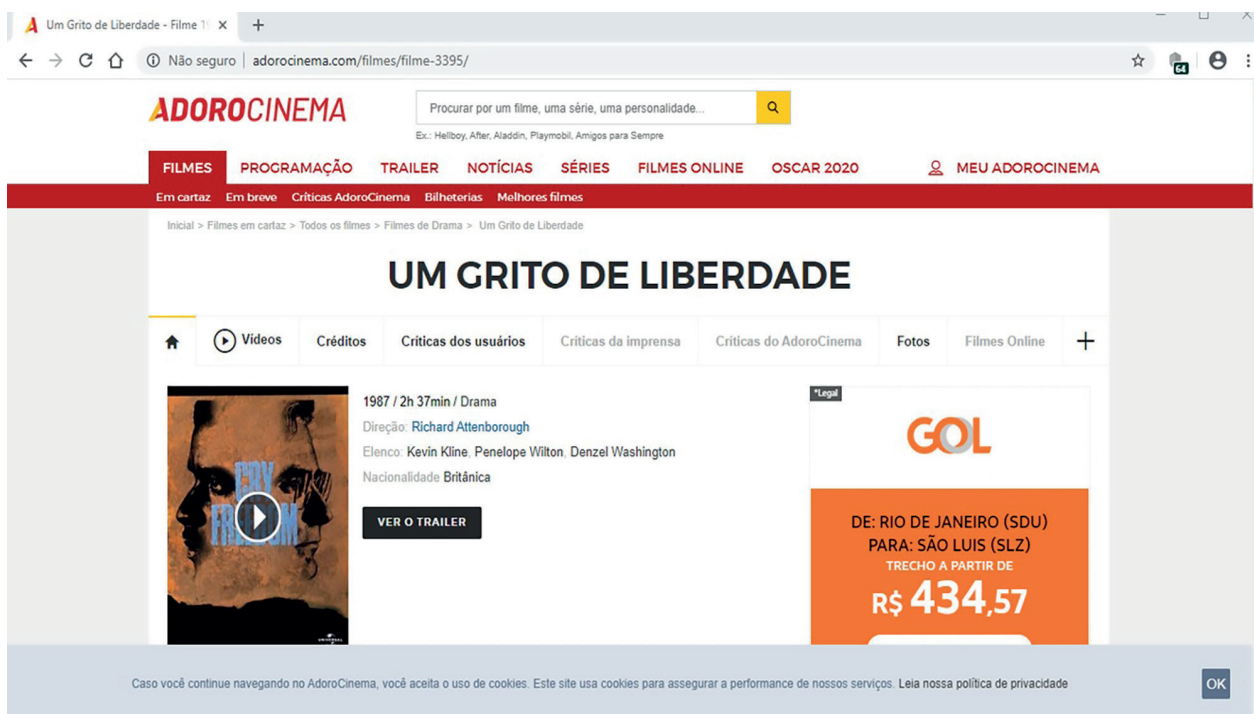 Um Grito de Liberdade - Filme 1
Não seguro | adorocinema.com/filmes/filme-3395/
64
ADOROCINEMA
Procurar por um filme, uma série, uma personalidade...
Ex.: Hellboy, After, Aladdin, Playmobil, Amigos para Sempre
FILMES PROGRAMAÇÃO TRAILER NOTÍCIAS SÉRIES FILMES ONLINE OSCAR 2020 MEU ADOROCINEMA
Em cartaz Em breve Críticas AdoroCinema Bilheterias Melhores filmes
Inicial > Filmes em cartaz > Todos os filmes > Filmes de Drama > Um Grito de Liberdade
UM GRITO DE LIBERDADE
Vídeos Créditos Críticas dos usuários Críticas da imprensa Críticas do AdoroCinema Fotos Filmes Online
CRY
FREEDOM
UNIVERSAL
1987 / 2h 37min / Drama
Direção: Richard Attenborough
Elenco: Kevin Kline, Penelope Wilton, Denzel Washington
Nacionalidade Britânica
VER O TRAILER
*Legal
GOL
DE: RIO DE JANEIRO (SDU)
PARA: SÃO LUIS (SLZ)
TRECHO A PARTIR DE
R$ 434,57
Caso você continue navegando no AdoroCinema, você aceita o uso de cookies. Este site usa cookies para assegurar a performance de nossos serviços. Leia nossa política de privacidade
OK